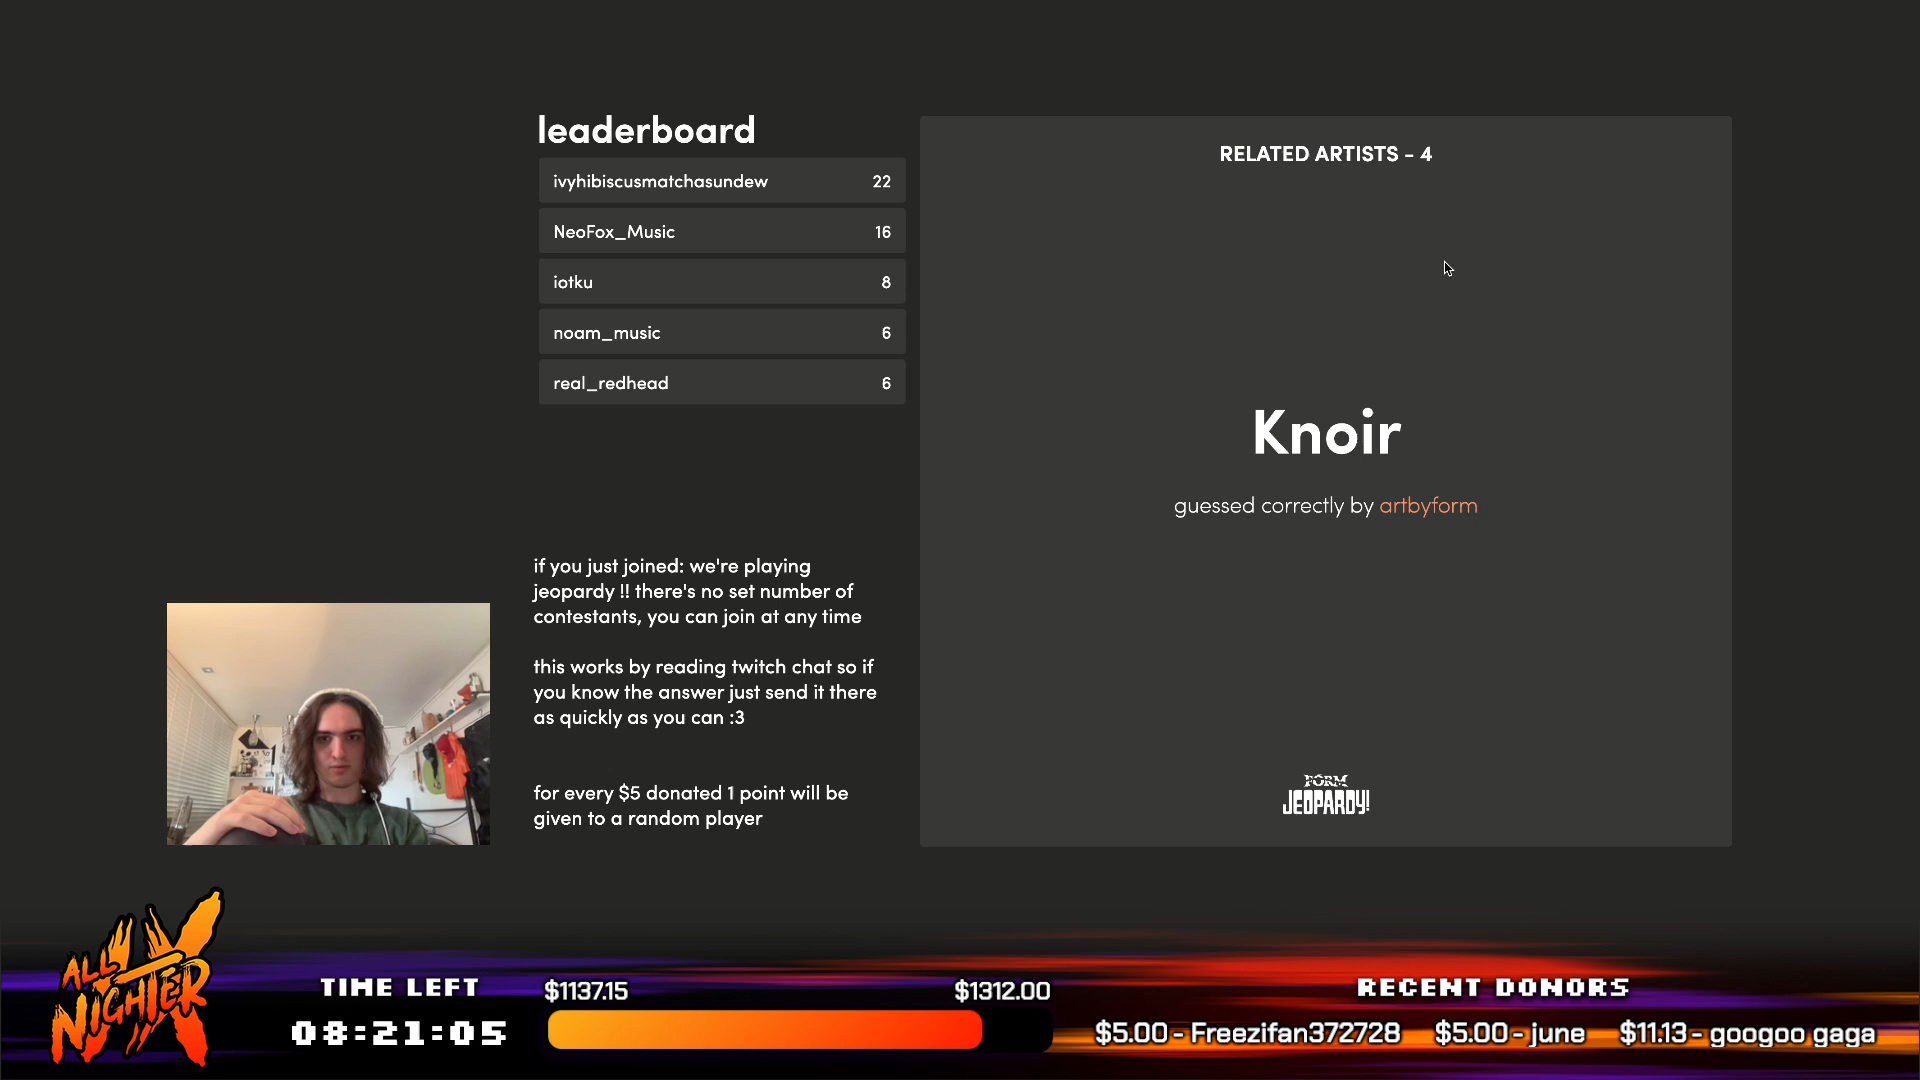 leaderboard
ivyhibiscusmatchasundew 22
NeoFox_Music 16
iotku 8
noam_music 6
real_redhead 6
if you just joined: we're playing
jeopardy !! there's no set number of
contestants, you can join at any time
this works by reading twitch chat so if
you know the answer just send it there
as quickly as you can :3
for every $5 donated 1 point will be
given to a random player
RELATED ARTISTS - 4
Knoir
guessed correctly by artbyform
FORM
JEOPARDY!
ALL
NIGHTER
TIME LEFT
08:21:05
$1137.15 $1312.00
RECENT DONORS
$5.00 - Freezifan372728 $5.00 - june $11.13 - googoo gaga